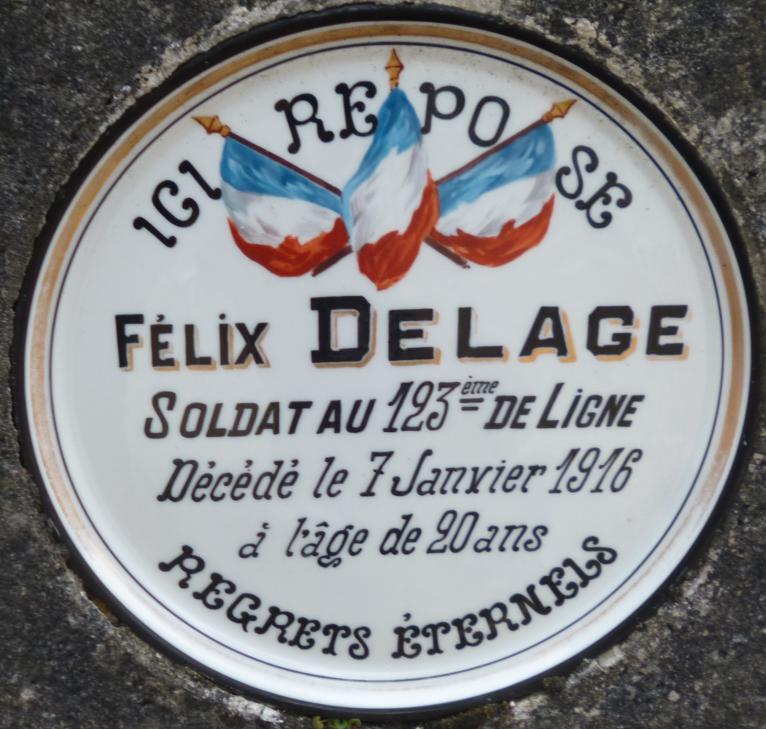 ICI REPOSE
FÉLIX DELAGE
SOLDAT AU 123ème DE LIGNE
Décédé le 7 Janvier 1916
à l'âge de 20 ans
REGRETS ÉTERNELS